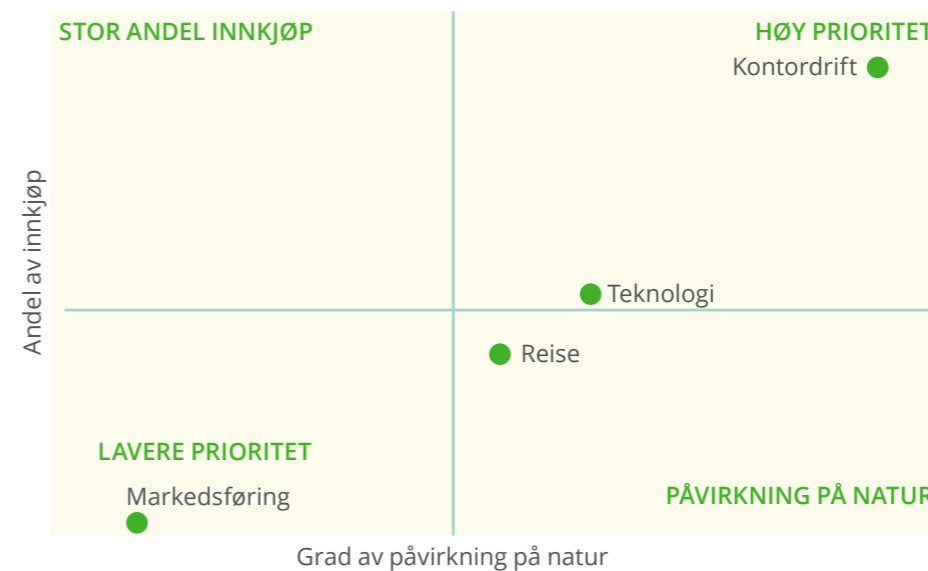 STOR ANDEL INNKJØP
HØY PRIORITET
Kontordrift
Andel av innkjøp
Teknologi
Reise
LAVERE PRIORITET
Markedsføring
PÅVIRKNING PÅ NATUR
Grad av påvirkning på natur